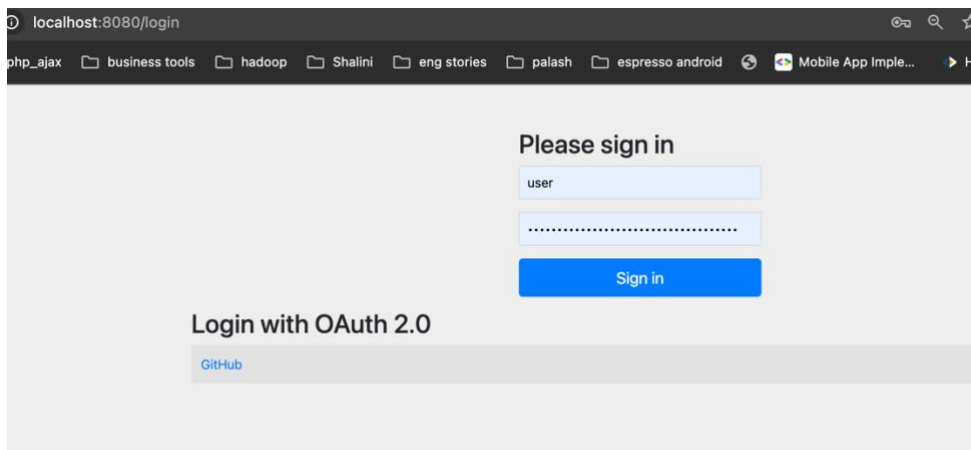 localhost:8080/login
php_ajax business tools hadoop Shalini eng stories palash espresso android Mobile App Imple...
Please sign in
user
Sign in
Login with OAuth 2.0
GitHub